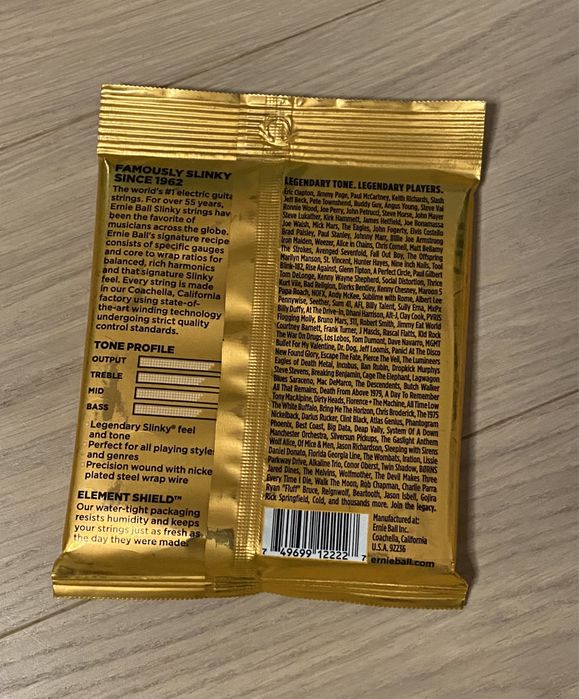 FAMOUSLY SLINKY
SINCE 1962
The world's #1 electric guita
strings. For over 55 years,
Ernie Ball Slinky strings hav
been the favorite of
musicians across the globe.
Ernie Ball's signature recipe
consists of specific gauges
and core to wrap ratios for
balanced, rich harmonics
and that signature Slinky
feel. Every string is made
in our Coachella, California
factory using state-of-
the-art winding technology
undergoing strict quality
control standards.
TONE PROFILE
OUTPUT
TREBLE
MID
BASS
Legendary Slinky® feel
and tone
Perfect for all playing styles
and genres
Precision wound with nicke
plated steel wrap wire
ELEMENT SHIELD™
Our water-tight packaging
resists humidity and keeps
your strings just as fresh as
the day they were made.
LEGENDARY TONE. LEGENDARY PLAYERS.
Eric Clapton, Jimmy Page, Paul McCartney, Keith Richards, Slash
Jeff Beck, Pete Townshend, Buddy Guy, Angus Young, Steve Vai
Ronnie Wood, Joe Perry, John Petrucci, Steve Morse, John Mayer
Steve Lukather, Kirk Hammett, James Hetfield, Joe Bonamassa
Joe Walsh, Mick Mars, The Eagles, John Fogerty, Elvis Costello
Brad Paisley, Paul Stanley, Johnny Marr, Billie Joe Armstrong
Iron Maiden, Weezer, Alice in Chains, Chris Cornell, Matt Bellamy
The Strokes, Avenged Sevenfold, Fall Out Boy, The Offspring
Marilyn Manson, St. Vincent, Hunter Hayes, Nine Inch Nails, Tool
Blink-182, Rise Against, Glenn Tipton, A Perfect Circle, Paul Gilbert
Tom DeLonge, Kenny Wayne Shepherd, Social Distortion, Thrice
Kurt Vile, Bad Religion, Dierks Bentley, Kenny Chesney, Maroon 5
Papa Roach, NOFX, Andy McKee, Sublime with Rome, Albert Lee
Pennywise, Seether, Sum 41, AFI, Billy Talent, Sully Erna, MxPx
Billy Duffy, At The Drive-In, Dhani Harrison, Alt-J, Clay Cook, PVRIS
Flogging Molly, Bruno Mars, 311, Robert Smith, Jimmy Eat World
Courtney Barnett, Frank Turner, J Mascis, Rascal Flatts, Kid Rock
The War On Drugs, Los Lobos, Tom Dumont, Dave Navarro, MGMT
Bullet For My Valentine, Dr. Dog, Jeff Loomis, Panic! At The Disco
New Found Glory, Escape The Fate, Pierce The Veil, The Lumineers
Eagles of Death Metal, Incubus, Ilan Rubin, Dropkick Murphys
Steve Stevens, Breaking Benjamin, Cage The Elephant, Lagwagon
Blues Saraceno, Mac DeMarco, The Descendents, Butch Walker
All That Remains, Death From Above 1979, A Day To Remember
Tony MacAlpine, Dirty Heads, Florence + The Machine, All Time Low
The White Buffalo, Bring Me The Horizon, Chris Broderick, The 1975
Nickelback, Darius Rucker, Clint Black, Atlas Genius, Phantogram
Phoenix, Best Coast, Big Data, Deap Vally, System Of A Down
Manchester Orchestra, Silversun Pickups, The Gaslight Anthem
Wolf Alice, Of Mice & Men, Jason Richardson, Sleeping with Sirens
Daniel Donato, Florida Georgia Line, The Wombats, Iration, Lissie
Parkway Drive, Alkaline Trio, Conor Oberst, Twin Shadow, BØRNS
Jared Dines, The Melvins, Wolfmother, The Devil Makes Three
Every Time I Die, Walk The Moon, Rob Chapman, Charlie Parra
Ryan "Fluff" Bruce, Reignwolf, Beartooth, Jason Isbell, Gojira
Rick Springfield, Cold, and thousands more. Join the legacy.
7 49699 12222 7
Manufactured at:
Ernie Ball Inc.
Coachella, California
U.S.A. 92236
ernieball.com